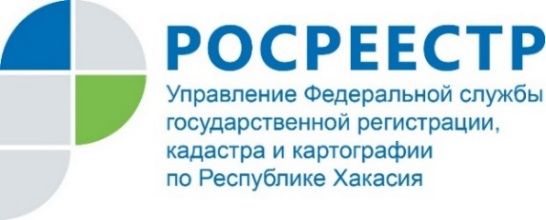 РОСРЕЕСТР
Управление Федеральной службы
государственной регистрации,
кадастра и картографии
по Республике Хакасия